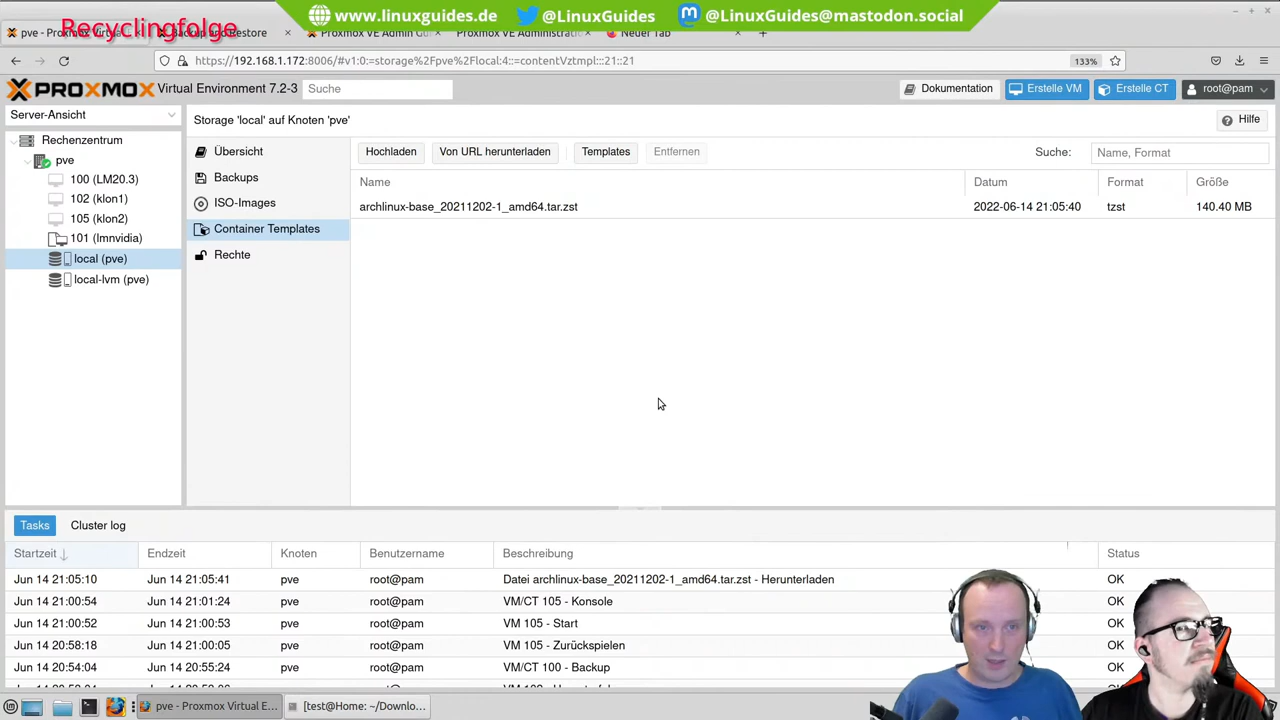 www.linuxguides.de @LinuxGuides @LinuxGuides@mastodon.social
Recyclingfolge
pve - Proxmox Virtual Backup and Restore Proxmox VE Admin Gu Proxmox VE Administra Neuer Tab
https://192.168.1.172:8006/#v1:0:=storage%2Fpve%2Flocal:4::=contentVztmpl:::21::21 133%
PROXMOX Virtual Environment 7.2-3 Suche Dokumentation Erstelle VM Erstelle CT root@pam
Server-Ansicht
Storage 'local' auf Knoten 'pve' Hilfe
Rechenzentrum
pve
100 (LM20.3)
102 (klon1)
105 (klon2)
101 (lmnvidia)
local (pve)
local-lvm (pve)
Übersicht
Backups
ISO-Images
Container Templates
Rechte
Hochladen Von URL herunterladen Templates Entfernen Suche: Name, Format
Name Datum Format Größe
archlinux-base_20211202-1_amd64.tar.zst 2022-06-14 21:05:40 tzst 140.40 MB
Tasks Cluster log
Startzeit Endzeit Knoten Benutzername Beschreibung Status
Jun 14 21:05:10 Jun 14 21:05:41 pve root@pam Datei archlinux-base_20211202-1_amd64.tar.zst - Herunterladen OK
Jun 14 21:00:54 Jun 14 21:01:24 pve root@pam VM/CT 105 - Konsole OK
Jun 14 21:00:52 Jun 14 21:00:53 pve root@pam VM 105 - Start OK
Jun 14 20:58:18 Jun 14 21:00:05 pve root@pam VM 105 - Zurückspielen OK
Jun 14 20:54:04 Jun 14 20:55:24 pve root@pam VM/CT 100 - Backup OK
pve - Proxmox Virtual E... [test@Home: ~/Downlo...